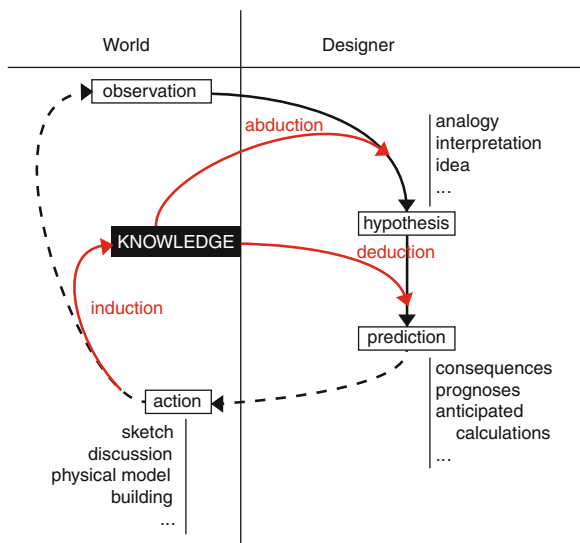 World
Designer
observation
abduction
analogy
interpretation
idea
...
hypothesis
KNOWLEDGE
deduction
induction
prediction
consequences
prognoses
anticipated
calculations
...
action
sketch
discussion
physical model
building
...